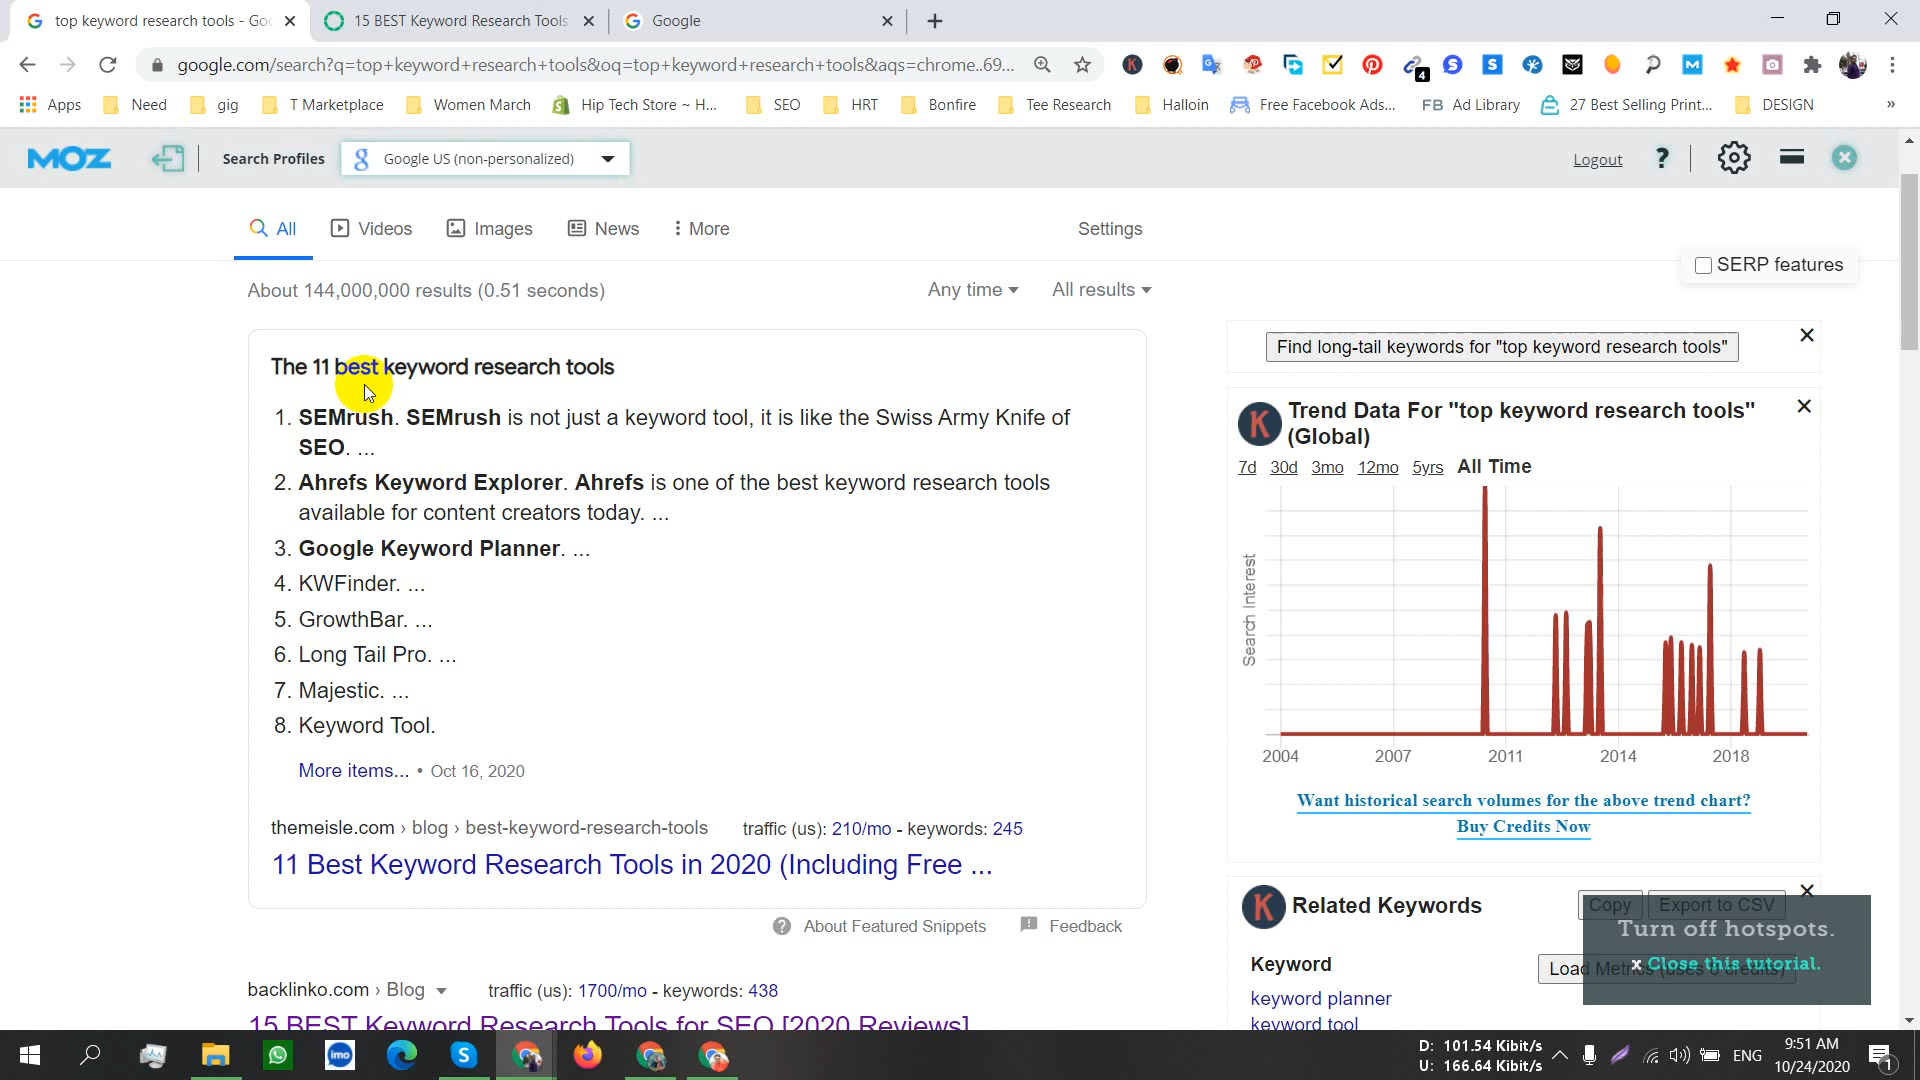 top keyword research tools - Goo
15 BEST Keyword Research Tools
Google
google.com/search?q=top+keyword+research+tools&oq=top+keyword+research+tools&aqs=chrome..69...
4
Apps
Need
gig
T Marketplace
Women March
Hip Tech Store ~ H...
SEO
HRT
Bonfire
Tee Research
Halloin
Free Facebook Ads...
FB Ad Library
27 Best Selling Print...
DESIGN
»
MOZ
Search Profiles
Google US (non-personalized)
Logout
?
All
Videos
Images
News
More
Settings
SERP features
About 144,000,000 results (0.51 seconds)
Any time
All results
The 11 best keyword research tools
1. SEMrush. SEMrush is not just a keyword tool, it is like the Swiss Army Knife of
SEO. ...
2. Ahrefs Keyword Explorer. Ahrefs is one of the best keyword research tools
available for content creators today. ...
3. Google Keyword Planner. ...
4. KWFinder. ...
5. GrowthBar. ...
6. Long Tail Pro. ...
7. Majestic. ...
8. Keyword Tool.
More items... • Oct 16, 2020
themeisle.com › blog › best-keyword-research-tools traffic (us): 210/mo - keywords: 245
11 Best Keyword Research Tools in 2020 (Including Free ...
About Featured Snippets
Feedback
backlinko.com › Blog traffic (us): 1700/mo - keywords: 438
15 BEST Keyword Research Tools for SEO [2020 Reviews]
Find long-tail keywords for "top keyword research tools"
K
Trend Data For "top keyword research tools"
(Global)
7d 30d 3mo 12mo 5yrs All Time
Search Interest
2004 2007 2011 2014 2018
Want historical search volumes for the above trend chart?
Buy Credits Now
K
Related Keywords
Copy
Export to CSV
Turn off hotspots.
Keyword
Load Metrics (uses credits)
x Close this tutorial.
keyword planner
keyword tool
imo
D: 101.54 Kibit/s
U: 166.64 Kibit/s
ENG
9:51 AM
10/24/2020
1